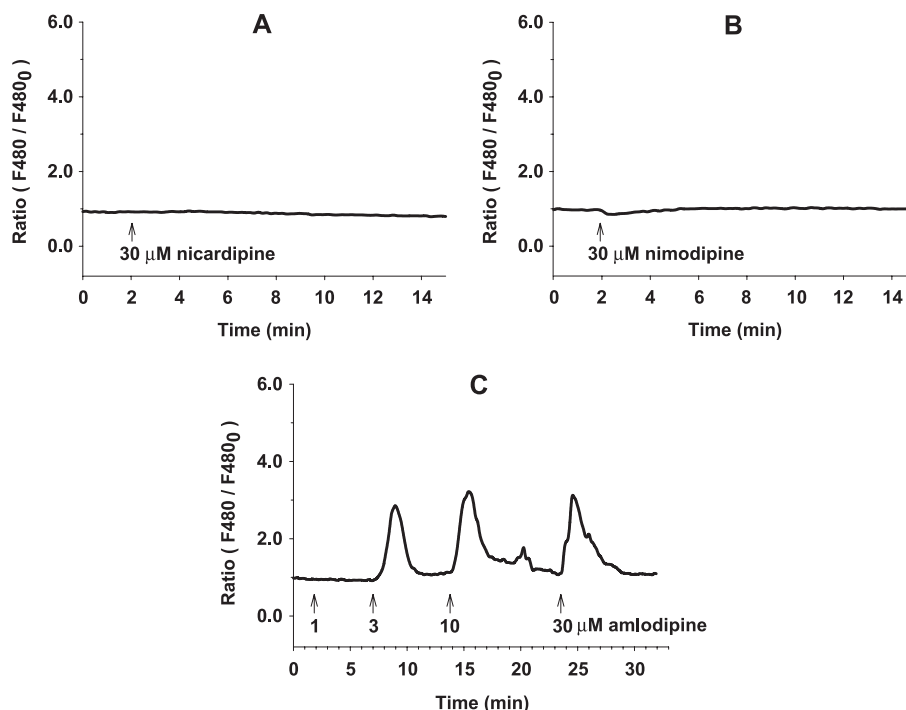 A
6.0
4.0
2.0
0.0
Ratio ( F480 / F480₀ )
30 μM nicardipine
0 2 4 6 8 10 12 14
Time (min)
B
6.0
4.0
2.0
0.0
Ratio ( F480 / F480₀ )
30 μM nimodipine
0 2 4 6 8 10 12 14
Time (min)
C
6.0
4.0
2.0
0.0
Ratio ( F480 / F480₀ )
1 3 10 30 μM amlodipine
0 5 10 15 20 25 30
Time (min)